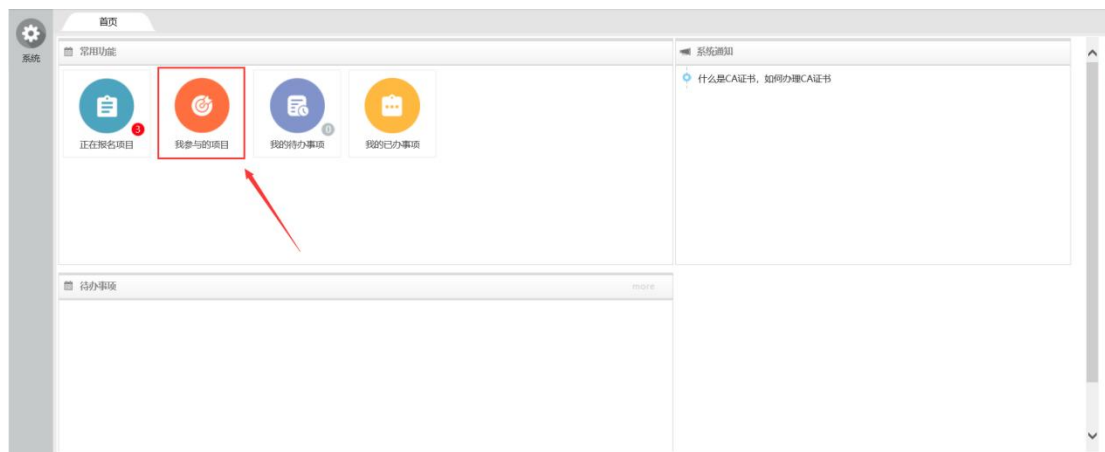 首页
系统
常用功能
3
0
正在报名项目
我参与的项目
我的待办事项
我的已办事项
系统通知
什么是CA证书，如何办理CA证书
待办事项
more